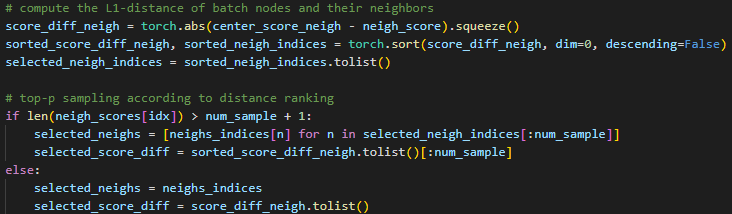 # compute the L1-distance of batch nodes and their neighbors
score_diff_neigh = torch.abs(center_score_neigh - neigh_score).squeeze()
sorted_score_diff_neigh, sorted_neigh_indices = torch.sort(score_diff_neigh, dim=0, descending=False)
selected_neigh_indices = sorted_neigh_indices.tolist()

# top-p sampling according to distance ranking
if len(neigh_scores[idx]) > num_sample + 1:
    selected_neighs = [neighs_indices[n] for n in selected_neigh_indices[:num_sample]]
    selected_score_diff = sorted_score_diff_neigh.tolist()[:num_sample]
else:
    selected_neighs = neighs_indices
    selected_score_diff = score_diff_neigh.tolist()